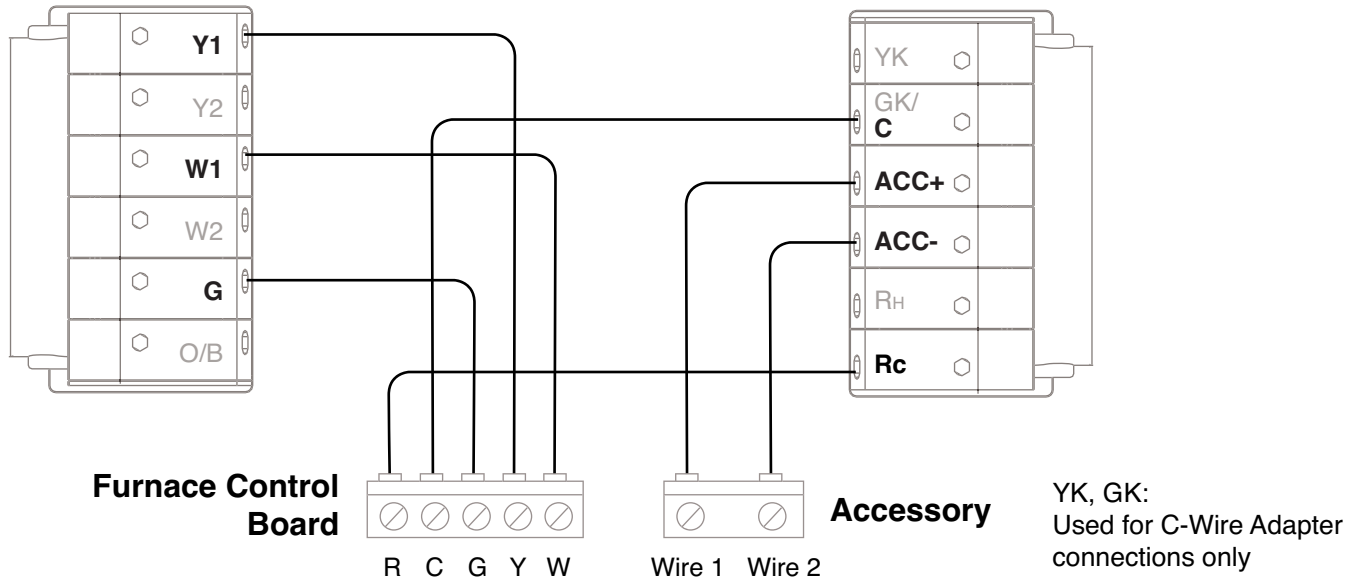 Y1
Y2
W1
W2
G
O/B
YK
GK/
C
ACC+
ACC-
RH
Rc
Furnace Control
Board
R C G Y W
Wire 1 Wire 2
Accessory
YK, GK:
Used for C-Wire Adapter
connections only